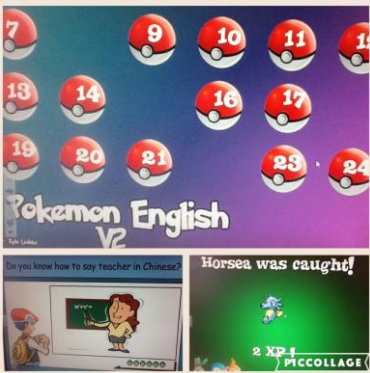 7 9 10 11 12
13 14 16 17
19 20 21 23 24
Pokemon English
V2
Do you know how to say teacher in Chinese?
Horsea was caught!
2 XP!
PICCOLLAGE